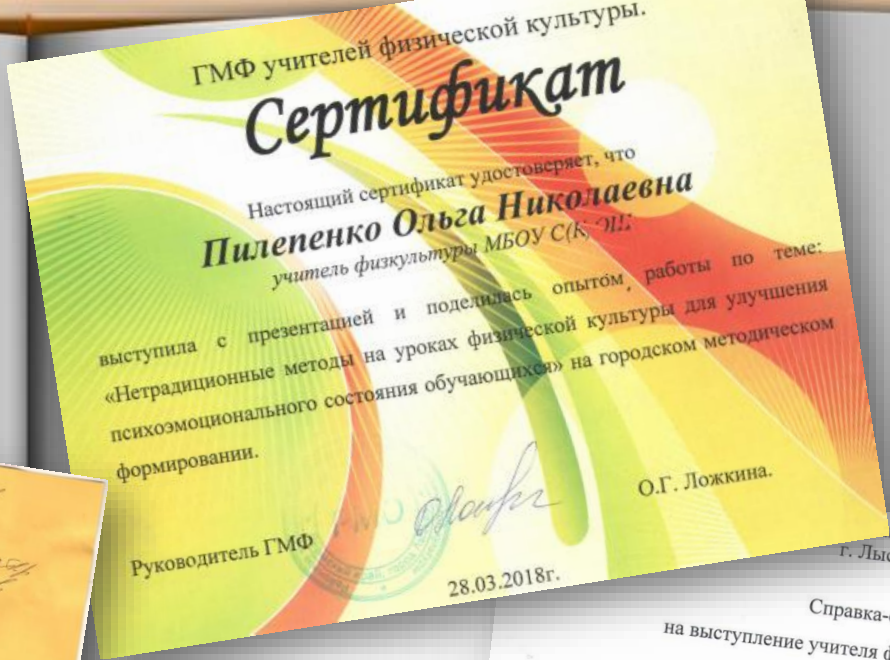 ГМФ учителей физической культуры.
Сертификат
Настоящий сертификат удостоверяет, что
Пилепенко Ольга Николаевна
учитель физкультуры МБОУ
выступила с презентацией и поделилась опытом работы по теме:
«Нетрадиционные методы на уроках физической культуры для улучшения
психоэмоционального состояния обучающихся» на городском методическом
формировании.
Руководитель ГМФ
О.Г. Ложкина.
28.03.2018г.
г.
Справка-
на выступление учителя